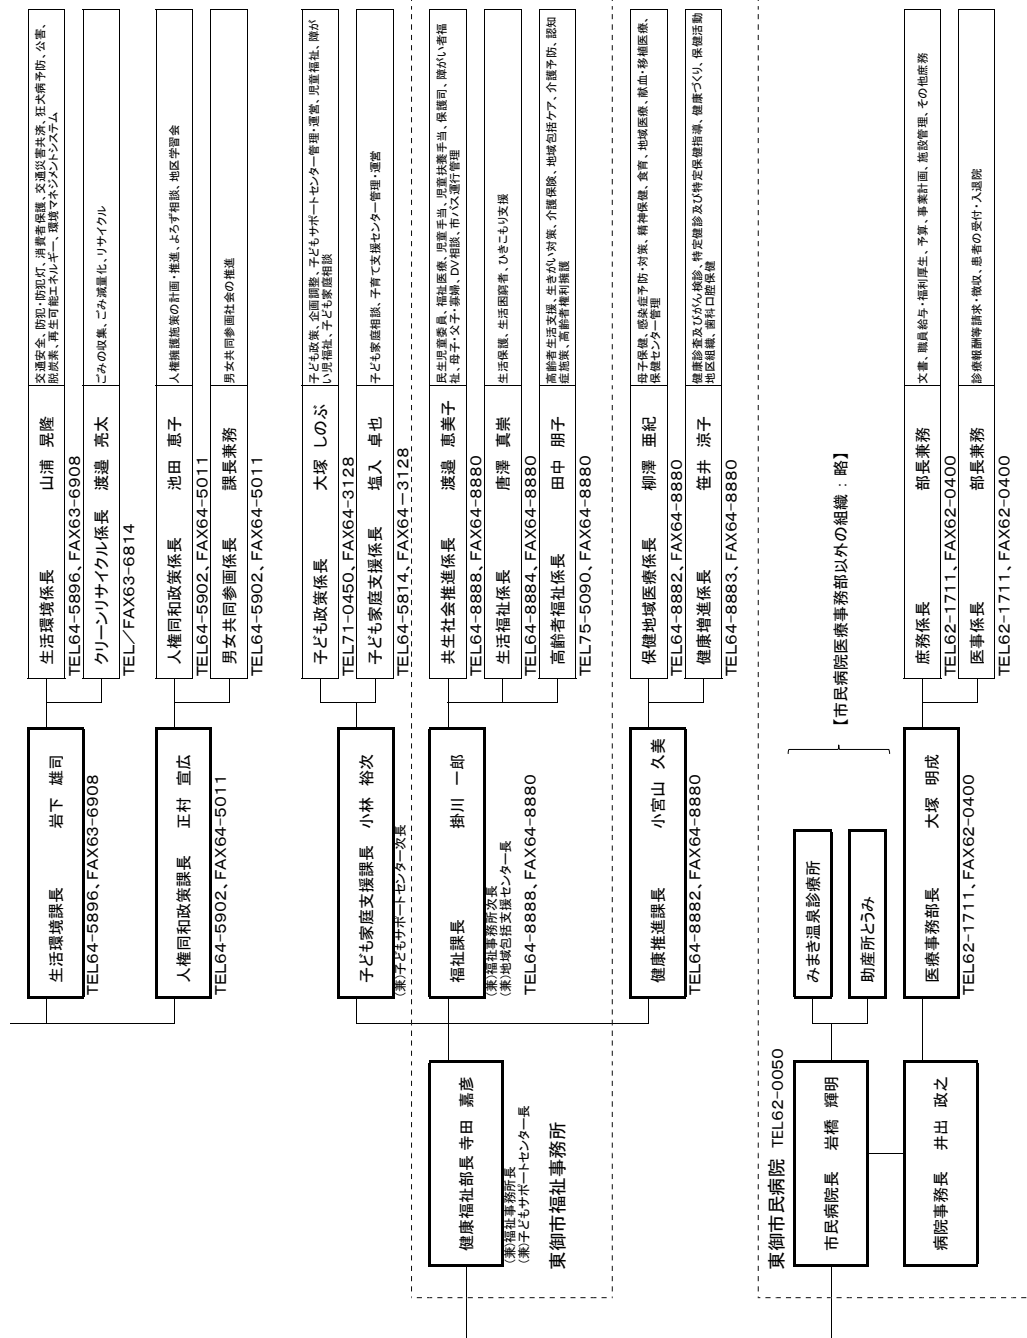 生活環境課長　　岩下　雄司
TEL64-5896、FAX63-6908
生活環境係長　　山浦　晃隆
TEL64-5896、FAX63-6908
交通安全、防犯・防犯灯、消費者保護、交通災害共済、狂犬病予防、公害、
脱炭素、再生可能エネルギー、環境マネジメントシステム
クリーンリサイクル係長　渡邉　亮太
TEL／FAX63-6814
ごみの収集、ごみ減量化、リサイクル
人権同和政策課長　　正村　宣広
TEL64-5902、FAX64-5011
人権同和政策係長　　池田　恵子
TEL64-5902、FAX64-5011
人権擁護施策の計画・推進、よろず相談、地区学習会
男女共同参画係長　　課長兼務
TEL64-5902、FAX64-5011
男女共同参画社会の推進
健康福祉部長 寺田　嘉彦
(兼)福祉事務所長
(兼)子どもサポートセンター長
東御市福祉事務所
子ども家庭支援課長　小林　裕次
(兼)子どもサポートセンター次長
子ども政策係長　　大塚　しのぶ
TEL71-0450、FAX64-3128
子ども政策、企画調整、子どもサポートセンター管理・運営、児童福祉、障が
い児福祉、子ども家庭相談
子ども家庭支援係長　塩入　卓也
TEL64-5814、FAX64－3128
子ども家庭相談、子育て支援センター管理・運営
福祉課長　　掛川　一郎
(兼)福祉事務所次長
(兼)地域包括支援センター長
TEL64-8888、FAX64-8880
共生社会推進係長　　渡邉　恵美子
TEL64-8888、FAX64-8880
民生児童委員、福祉医療、児童手当、児童扶養手当、保護司、障がい者福
祉、母子・父子・寡婦、DV相談、市バス運行管理
生活福祉係長　　唐澤　真崇
TEL64-8884、FAX64-8880
生活保護、生活困窮者、ひきこもり支援
高齢者福祉係長　　田中　朋子
TEL75-5090、FAX64-8880
高齢者生活支援、生きがい対策、介護保険、地域包括ケア、介護予防、認知
症施策、高齢者権利擁護
健康推進課長　　小宮山　久美
TEL64-8882、FAX64-8880
保健地域医療係長　　柳澤　亜紀
TEL64-8882、FAX64-8880
母子保健、感染症予防・対策、精神保健、食育、地域医療、献血・移植医療、
保健センター管理
健康増進係長　　笹井　涼子
TEL64-8883、FAX64-8880
健康診査及びがん検診、特定健診及び特定保健指導、健康づくり、保健活動
地区組織、歯科口腔保健
東御市民病院　TEL62-0050
市民病院長　岩橋　輝明
みまき温泉診療所
助産所とうみ
【市民病院医療事務部以外の組織：略】
病院事務長　井出　政之
医療事務部長　　大塚　明成
TEL62-1711、FAX62-0400
庶務係長　　部長兼務
TEL62-1711、FAX62-0400
文書、職員給与・福利厚生、予算、事業計画、施設管理、その他庶務
医事係長　　部長兼務
TEL62-1711、FAX62-0400
診療報酬等請求・徴収、患者の受付・入退院